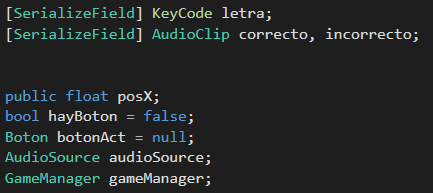 [SerializeField] KeyCode letra;
[SerializeField] AudioClip correcto, incorrecto;
public float posX;
bool hayBoton = false;
Boton botonAct = null;
AudioSource audioSource;
GameManager gameManager;